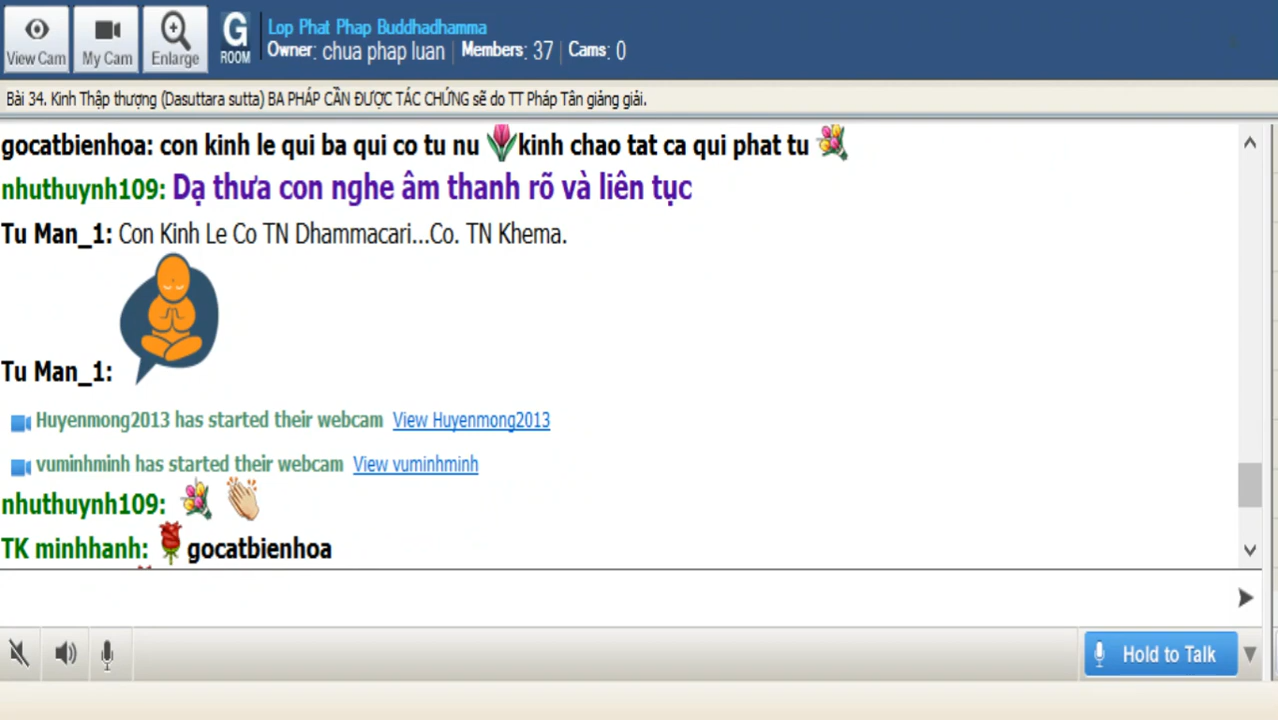 View Cam
My Cam
Enlarge
G
ROOM
Lop Phat Phap Buddhadhamma
Owner: chua phap luan | Members: 37 | Cams: 0
Bài 34. Kinh Thập thượng (Dasuttara sutta) BA PHÁP CẦN ĐƯỢC TÁC CHỨNG sẽ do TT Pháp Tân giảng giải.
gocatbienhoa: con kinh le qui ba qui co tu nu kinh chao tat ca qui phat tu
nhuthuynh109: Dạ thưa con nghe âm thanh rõ và liên tục
Tu Man_1: Con Kinh Le Co TN Dhammacari...Co. TN Khema.
Tu Man_1:
Huyenmong2013 has started their webcam View Huyenmong2013
vuminhminh has started their webcam View vuminhminh
nhuthuynh109:
TK minhhanh: gocatbienhoa
Hold to Talk